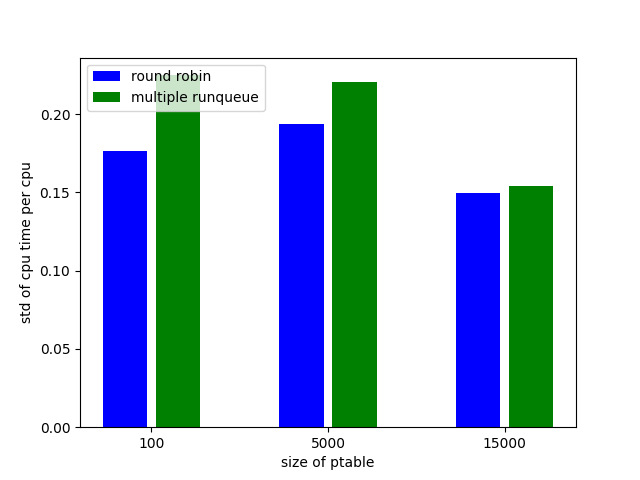 round robin
multiple runqueue
std of cpu time per cpu
0.20
0.15
0.10
0.05
0.00
100
5000
15000
size of ptable